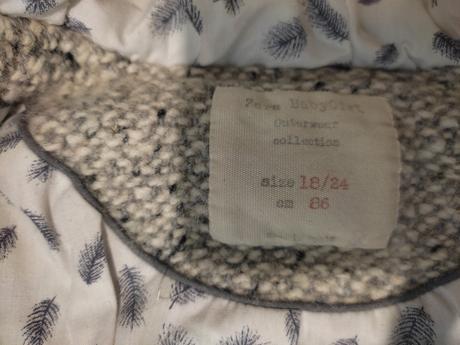 Zara BabyGirl
Outerwear
collection
size 18/24
cm 86